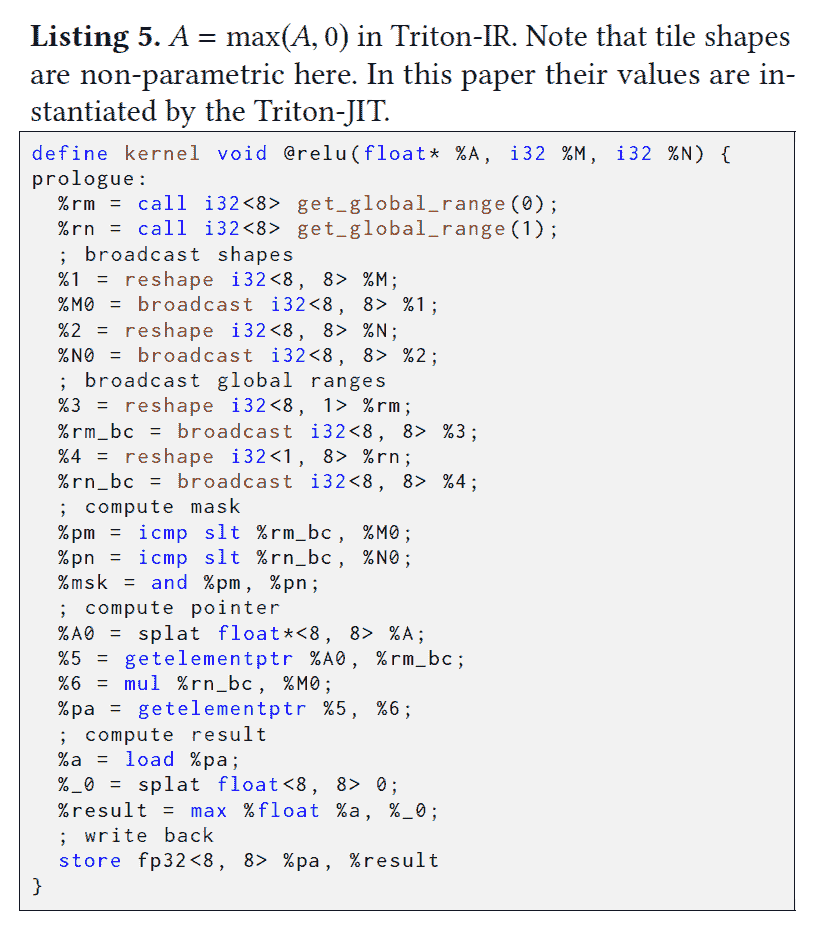 Listing 5. A = max(A, 0) in Triton-IR. Note that tile shapes
are non-parametric here. In this paper their values are in-
stantiated by the Triton-JIT.
define kernel void @relu(float* %A, i32 %M, i32 %N) {
prologue:
  %rm = call i32<8> get_global_range(0);
  %rn = call i32<8> get_global_range(1);
  ; broadcast shapes
  %1 = reshape i32<8, 8> %M;
  %M0 = broadcast i32<8, 8> %1;
  %2 = reshape i32<8, 8> %N;
  %N0 = broadcast i32<8, 8> %2;
  ; broadcast global ranges
  %3 = reshape i32<8, 1> %rm;
  %rm_bc = broadcast i32<8, 8> %3;
  %4 = reshape i32<1, 8> %rn;
  %rn_bc = broadcast i32<8, 8> %4;
  ; compute mask
  %pm = icmp slt %rm_bc, %M0;
  %pn = icmp slt %rn_bc, %N0;
  %msk = and %pm, %pn;
  ; compute pointer
  %A0 = splat float*<8, 8> %A;
  %5 = getelementptr %A0, %rm_bc;
  %6 = mul %rn_bc, %M0;
  %pa = getelementptr %5, %6;
  ; compute result
  %a = load %pa;
  %_0 = splat float<8, 8> 0;
  %result = max %float %a, %_0;
  ; write back
  store fp32<8, 8> %pa, %result
}